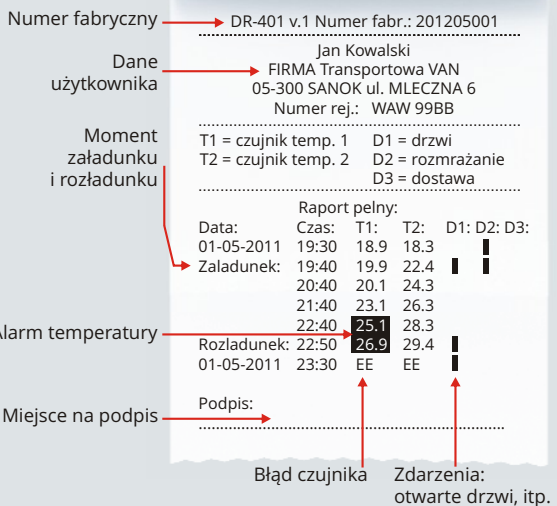 Numer fabryczny
DR-401 v.1 Numer fabr.: 201205001
Dane
użytkownika
Jan Kowalski
FIRMA Transportowa VAN
05-300 SANOK ul. MLECZNA 6
Numer rej.: WAW 99BB
Moment
załadunku
i rozładunku
T1 = czujnik temp. 1 D1 = drzwi
T2 = czujnik temp. 2 D2 = rozmrażanie
D3 = dostawa
Raport pelny:
Data: Czas: T1: T2: D1: D2: D3:
01-05-2011 19:30 18.9 18.3
Zaladunek: 19:40 19.9 22.4
20:40 20.1 24.3
21:40 23.1 26.3
22:40 25.1 28.3
Alarm temperatury
Rozladunek: 22:50 26.9 29.4
01-05-2011 23:30 EE EE
Miejsce na podpis
Podpis:
Błąd czujnika
Zdarzenia:
otwarte drzwi, itp.